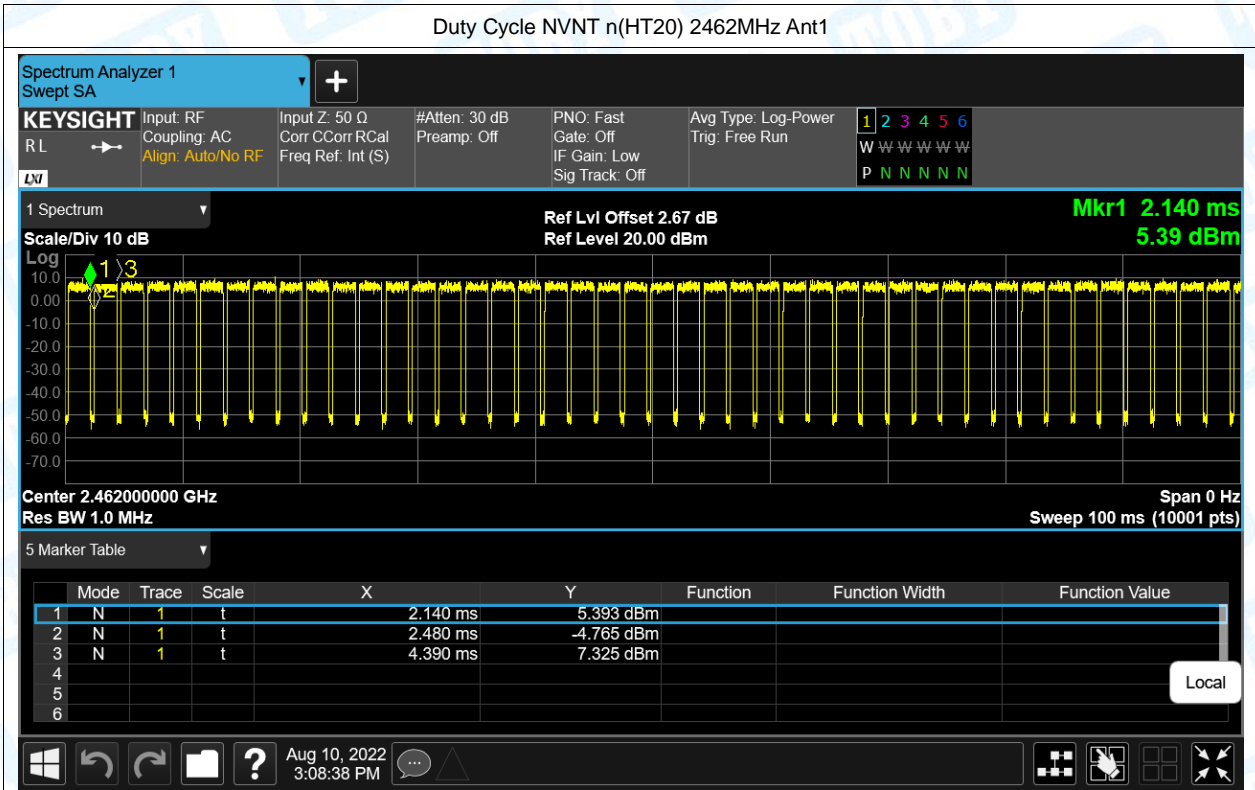 Duty Cycle NVNT n(HT20) 2462MHz Ant1
Spectrum Analyzer 1
Swept SA
KEYSIGHT
RL
LXI
Input: RF
Coupling: AC
Align: Auto/No RF
Input Z: 50 Ω
Corr CCorr RCal
Freq Ref: Int (S)
#Atten: 30 dB
Preamp: Off
PNO: Fast
Gate: Off
IF Gain: Low
Sig Track: Off
Avg Type: Log-Power
Trig: Free Run
1 2 3 4 5 6
W W W W W W
P N N N N N
1 Spectrum
Scale/Div 10 dB
Ref Lvl Offset 2.67 dB
Ref Level 20.00 dBm
Mkr1 2.140 ms
5.39 dBm
Log
1 3
2
10.0
0.00
-10.0
-20.0
-30.0
-40.0
-50.0
-60.0
-70.0
Center 2.462000000 GHz
Res BW 1.0 MHz
Span 0 Hz
Sweep 100 ms (10001 pts)
5 Marker Table
Mode Trace Scale X Y Function Function Width Function Value
1 N 1 t 2.140 ms 5.393 dBm
2 N 1 t 2.480 ms -4.765 dBm
3 N 1 t 4.390 ms 7.325 dBm
4
5
6
Local
?
Aug 10, 2022
3:08:38 PM